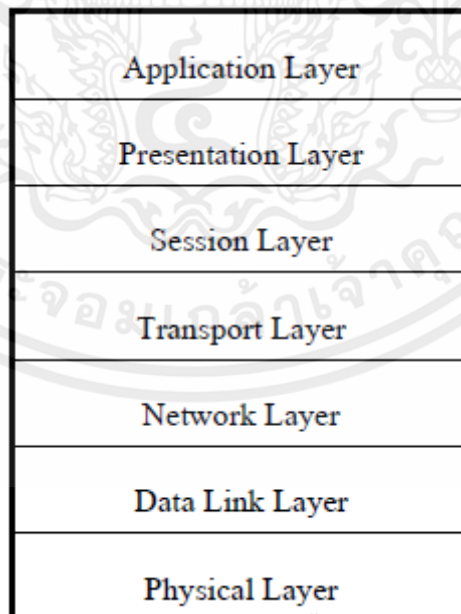 Application Layer
Presentation Layer
Session Layer
Transport Layer
Network Layer
Data Link Layer
Physical Layer